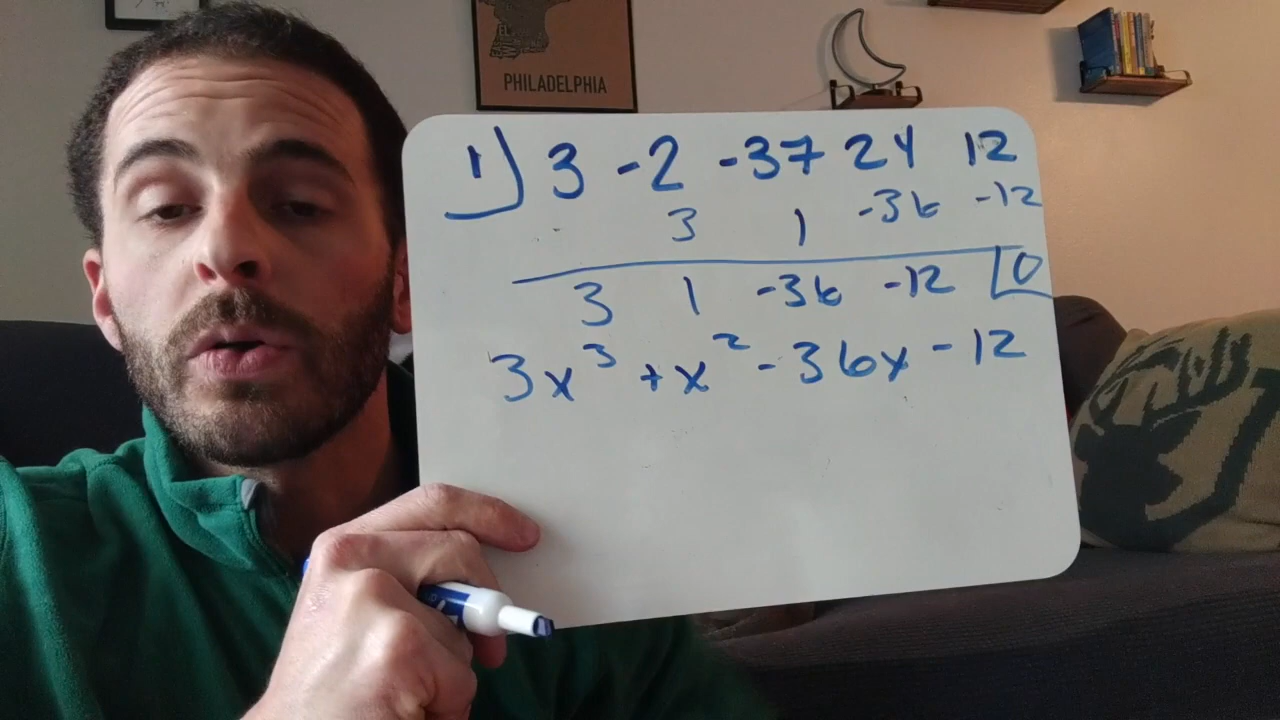 EL
PHILADELPHIA
1) 3 -2 -37 24 12
3 1 -36 -12
3 1 -36 -12 0
3x³ + x² - 36x - 12